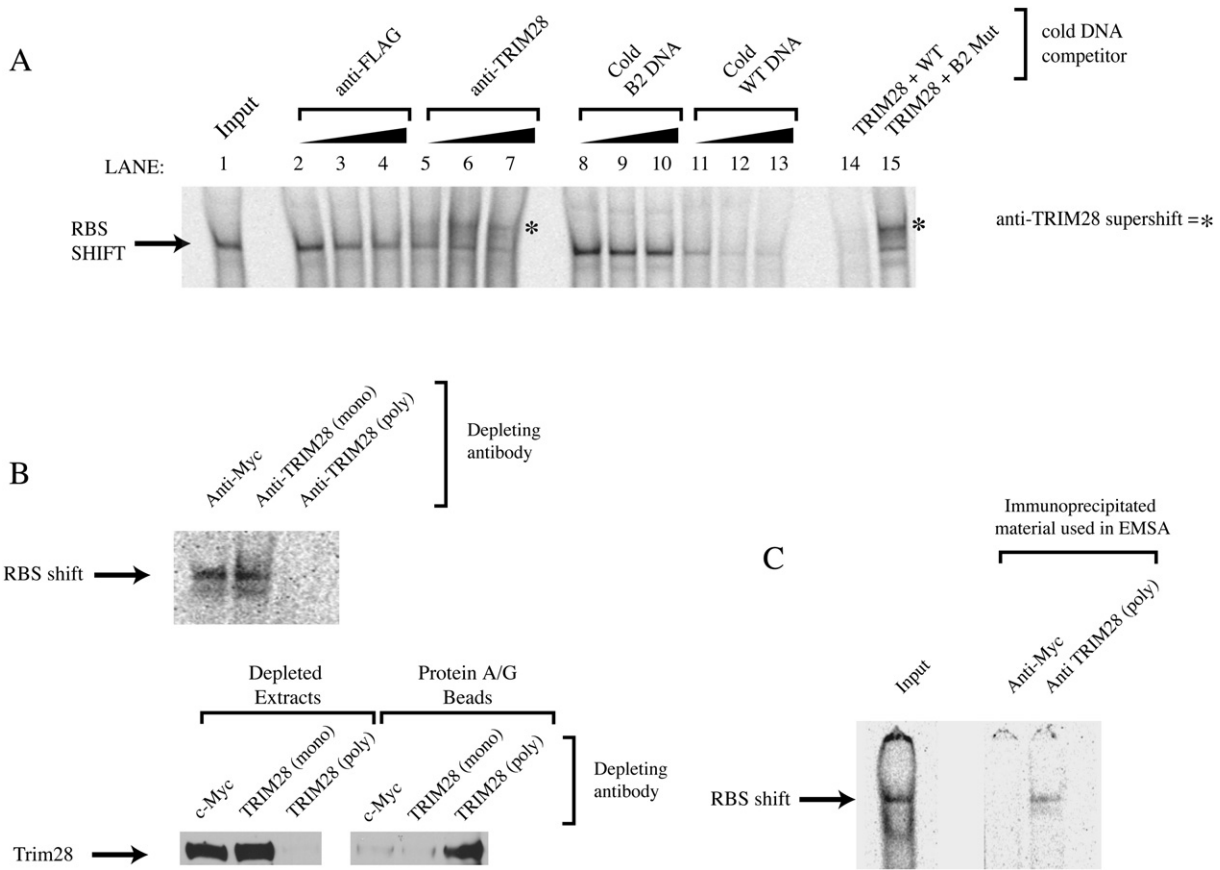 A
Input
anti-FLAG
anti-TRIM28
Cold
B2 DNA
Cold
WT DNA
TRIM28 + WT
TRIM28 + B2 Mut
cold DNA
competitor
LANE: 1 2 3 4 5 6 7 8 9 10 11 12 13 14 15
RBS
SHIFT
*
*
anti-TRIM28 supershift =*
B
Anti-Myc
Anti-TRIM28 (mono)
Anti-TRIM28 (poly)
Depleting
antibody
RBS shift
Depleted
Extracts
Protein A/G
Beads
c-Myc
TRIM28 (mono)
TRIM28 (poly)
c-Myc
TRIM28 (mono)
TRIM28 (poly)
Depleting
antibody
Trim28
C
Immunoprecipitated
material used in EMSA
Input
Anti-Myc
Anti TRIM28 (poly)
RBS shift